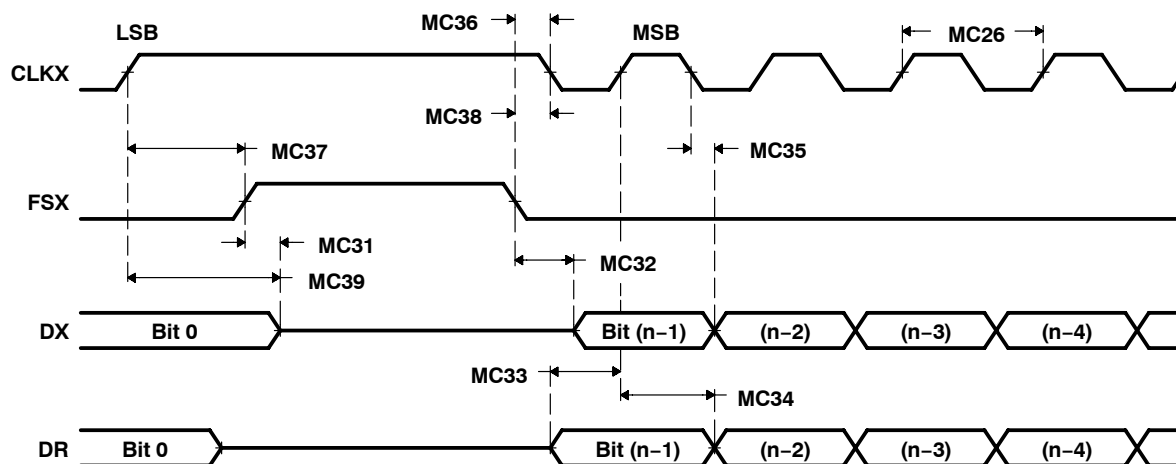 MC36
LSB
MSB
MC26
CLKX
MC38
MC37
MC35
FSX
MC31
MC32
MC39
DX
Bit 0
Bit (n−1)
(n−2)
(n−3)
(n−4)
MC33
MC34
DR
Bit 0
Bit (n−1)
(n−2)
(n−3)
(n−4)